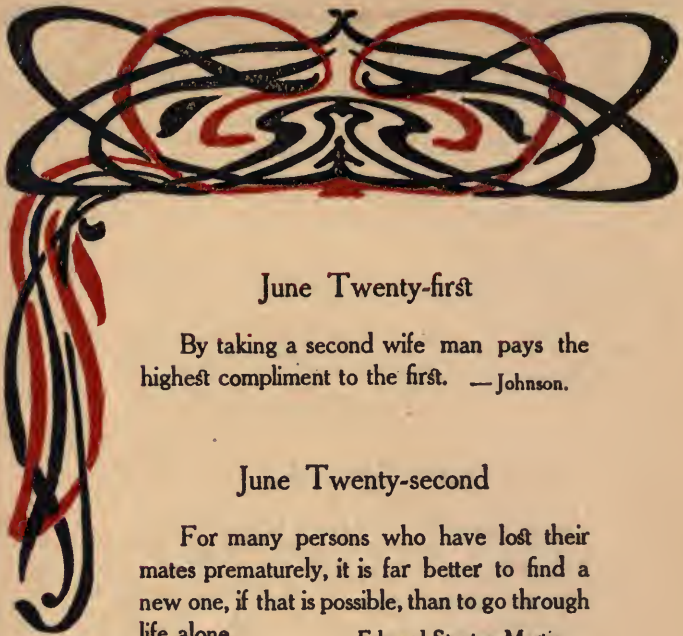 June Twenty-first
By taking a second wife man pays the
highest compliment to the first. — Johnson.
June Twenty-second
For many persons who have lost their
mates prematurely, it is far better to find a
new one, if that is possible, than to go through
life alone